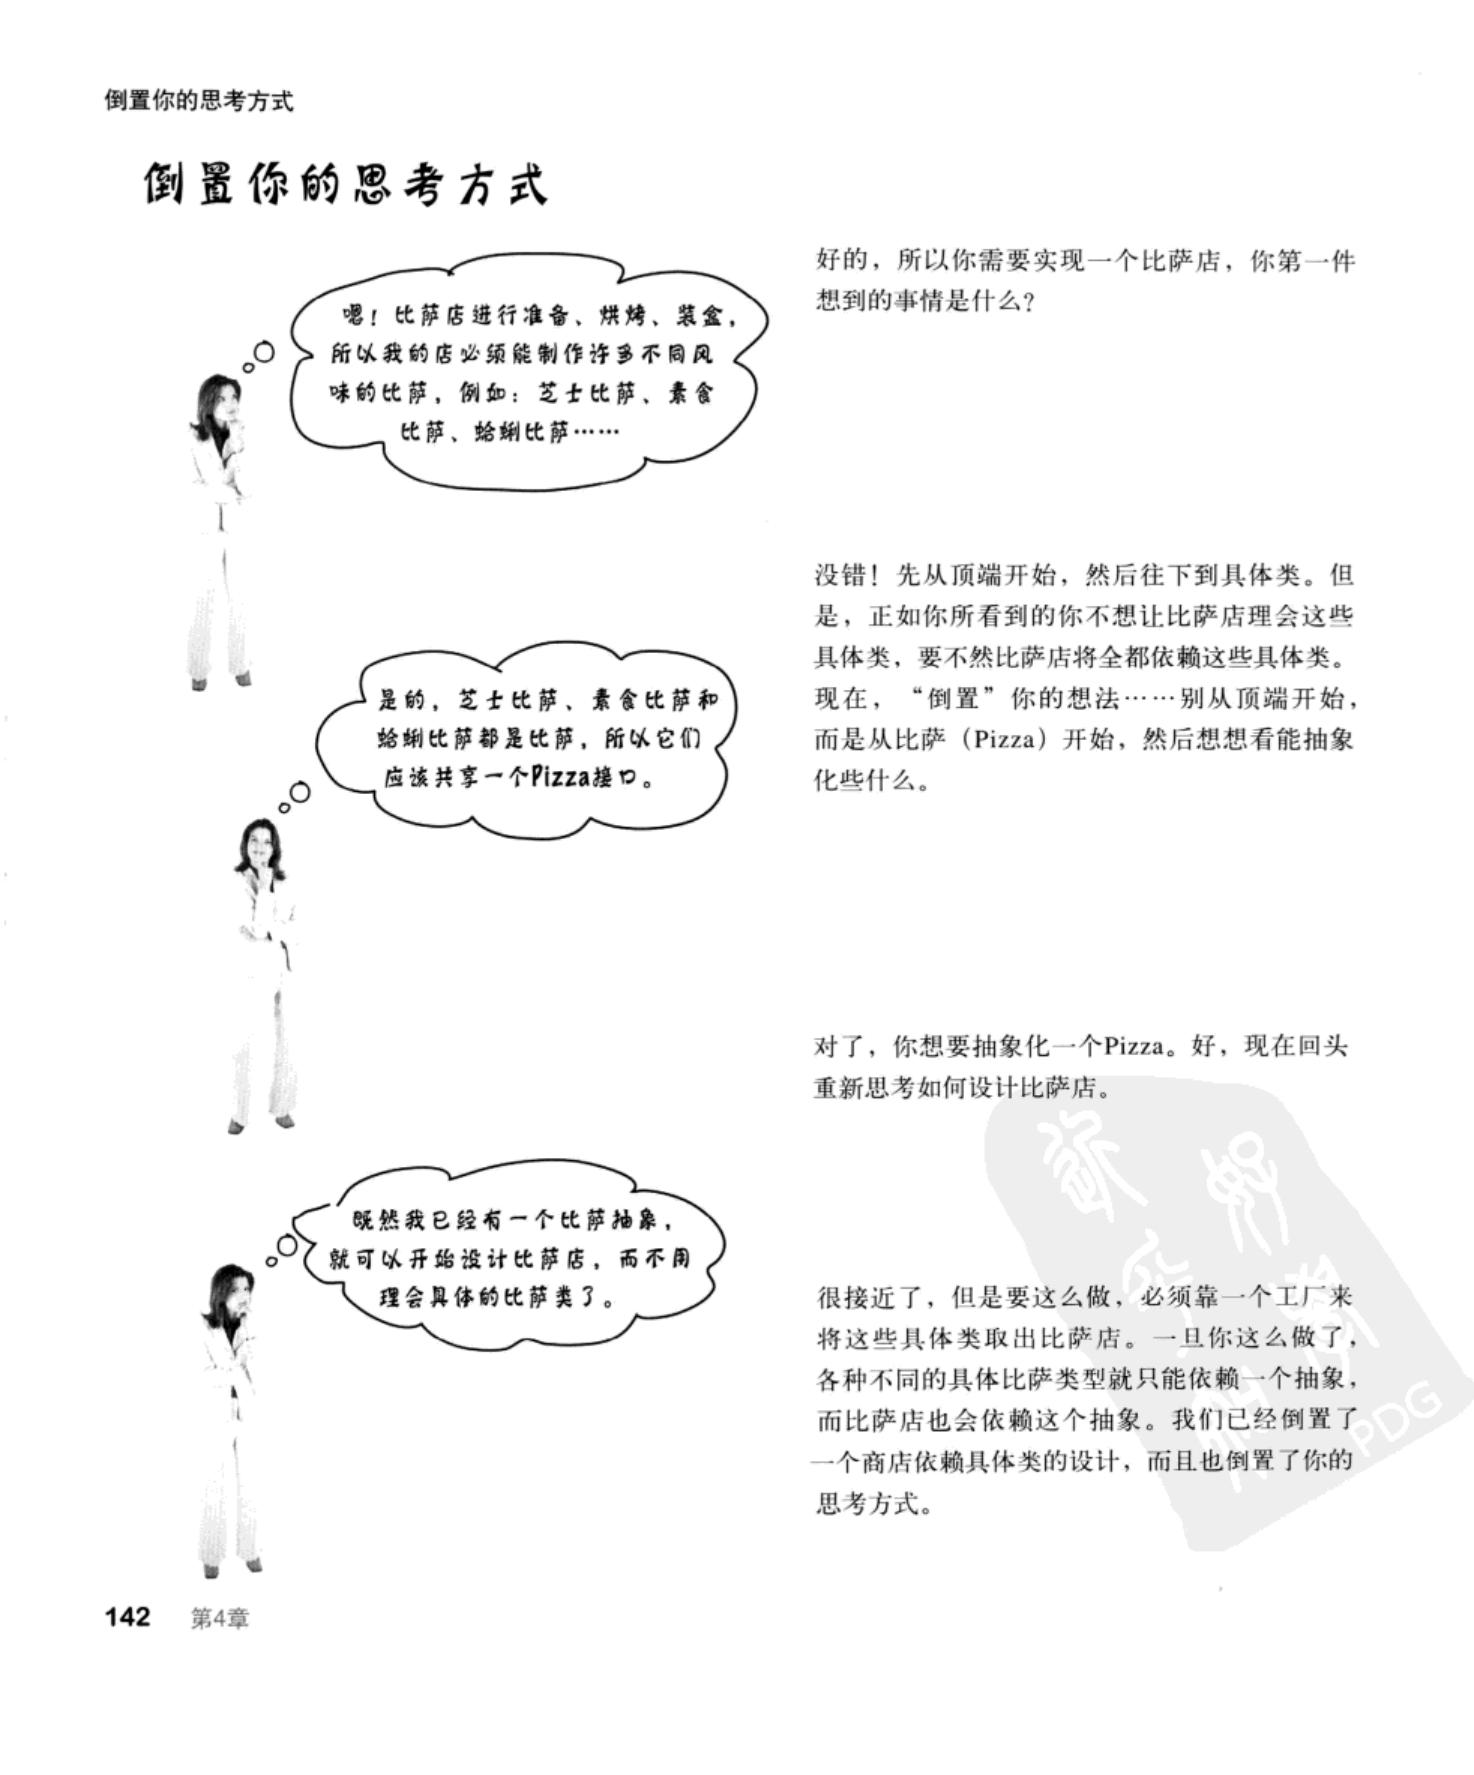 倒置你的思考方式
倒置你的思考方式
好的，所以你需要实现一个比萨店，你第一件
想到的事情是什么？
嗯！比萨店进行准备、烘烤、装盒，
所以我的店必须能制作许多不同风
味的比萨，例如：芝士比萨、素食
比萨、蛤蜊比萨……
没错！先从顶端开始，然后往下到具体类。但
是，正如你所看到的你不想让比萨店理会这些
具体类，要不然比萨店将全都依赖这些具体类。
现在，“倒置”你的想法……别从顶端开始，
而是从比萨（Pizza）开始，然后想想看能抽象
化些什么。
是的，芝士比萨、素食比萨和
蛤蜊比萨都是比萨，所以它们
应该共享一个Pizza接口。
对了，你想要抽象化一个Pizza。好，现在回头
重新思考如何设计比萨店。
既然我已经有一个比萨抽象，
就可以开始设计比萨店，而不用
理会具体的比萨类了。
很接近了，但是要这么做，必须靠一个工厂来
将这些具体类取出比萨店。一旦你这么做了，
各种不同的具体比萨类型就只能依赖一个抽象，
而比萨店也会依赖这个抽象。我们已经倒置了
一个商店依赖具体类的设计，而且也倒置了你的
思考方式。
PDG
142 第4章